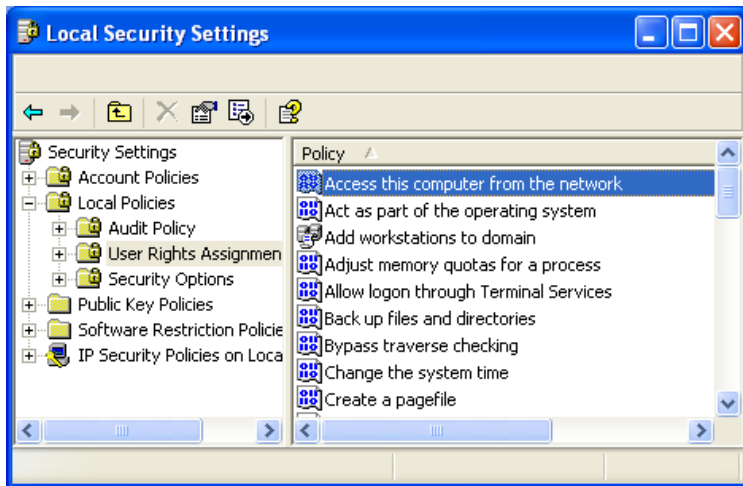 Local Security Settings
Security Settings
Account Policies
Local Policies
Audit Policy
User Rights Assignmen
Security Options
Public Key Policies
Software Restriction Policie
IP Security Policies on Loca
Policy
Access this computer from the network
Act as part of the operating system
Add workstations to domain
Adjust memory quotas for a process
Allow logon through Terminal Services
Back up files and directories
Bypass traverse checking
Change the system time
Create a pagefile